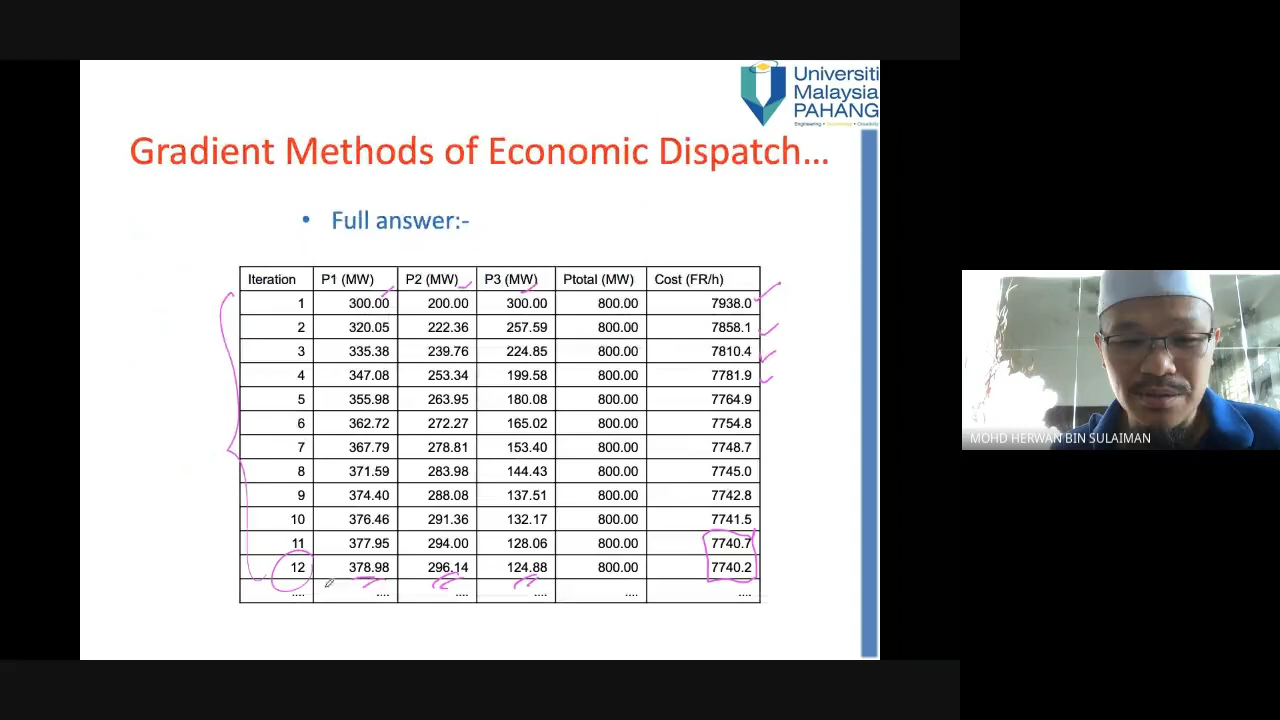 Universiti
Malaysia
PAHANG
Engineering • Technology • Creativity
Gradient Methods of Economic Dispatch...
• Full answer:-
Iteration P1 (MW) P2 (MW) P3 (MW) Ptotal (MW) Cost (FR/h)
1 300.00 200.00 300.00 800.00 7938.0
2 320.05 222.36 257.59 800.00 7858.1
3 335.38 239.76 224.85 800.00 7810.4
4 347.08 253.34 199.58 800.00 7781.9
5 355.98 263.95 180.08 800.00 7764.9
6 362.72 272.27 165.02 800.00 7754.8
7 367.79 278.81 153.40 800.00 7748.7
8 371.59 283.98 144.43 800.00 7745.0
9 374.40 288.08 137.51 800.00 7742.8
10 376.46 291.36 132.17 800.00 7741.5
11 377.95 294.00 128.06 800.00 7740.7
12 378.98 296.14 124.88 800.00 7740.2
.... .... .... .... .... ....
MOHD HERWAN BIN SULAIMAN